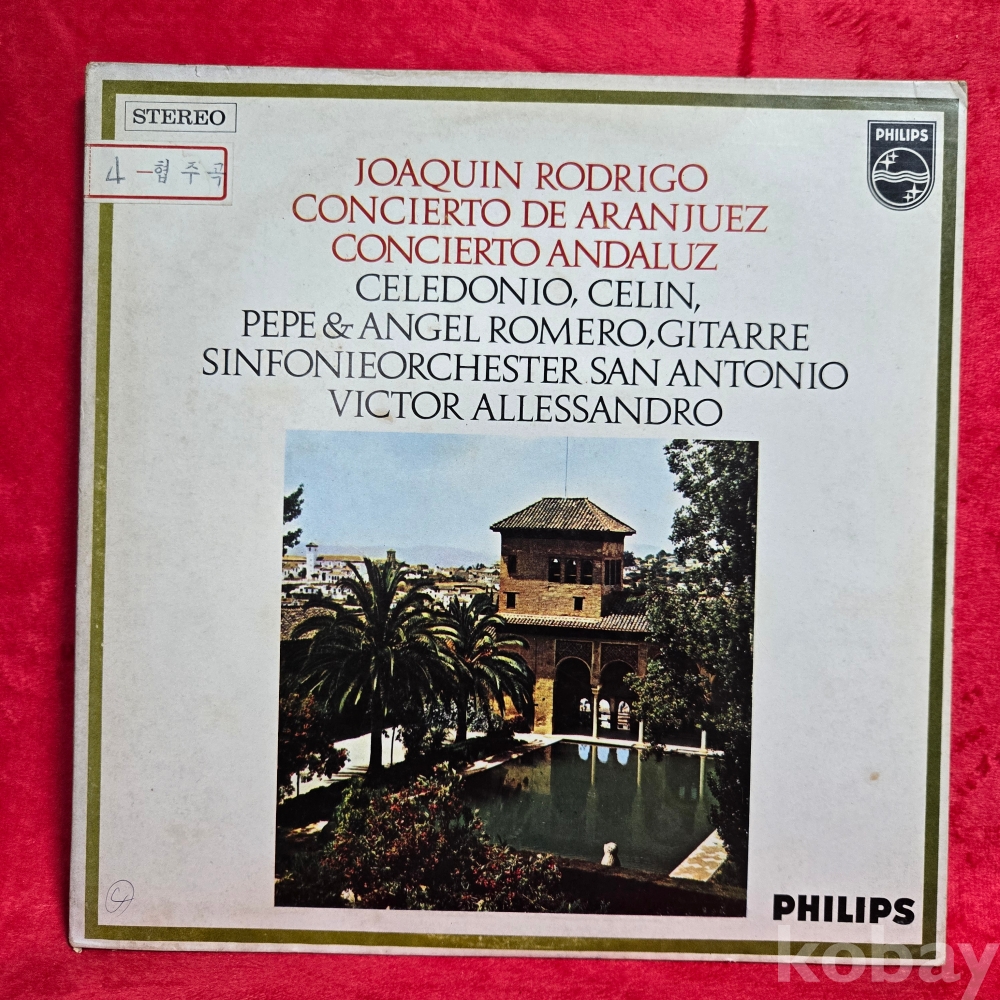 STEREO
PHILIPS
4 - 협주곡
JOAQUIN RODRIGO
CONCIERTO DE ARANJUEZ
CONCIERTO ANDALUZ
CELEDONIO, CELIN,
PEPE & ANGEL ROMERO, GITARRE
SINFONIEORCHESTER SAN ANTONIO
VICTOR ALLESSANDRO
PHILIPS
kobay